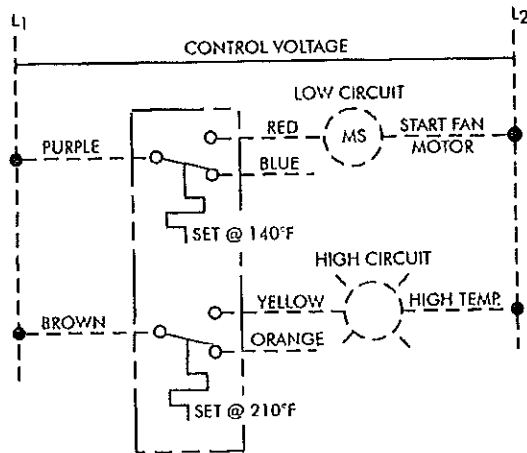 L1
L2
CONTROL VOLTAGE
LOW CIRCUIT
PURPLE
RED
MS
START FAN
MOTOR
BLUE
SET @ 140°F
HIGH CIRCUIT
BROWN
YELLOW
HIGH TEMP.
ORANGE
SET @ 210°F